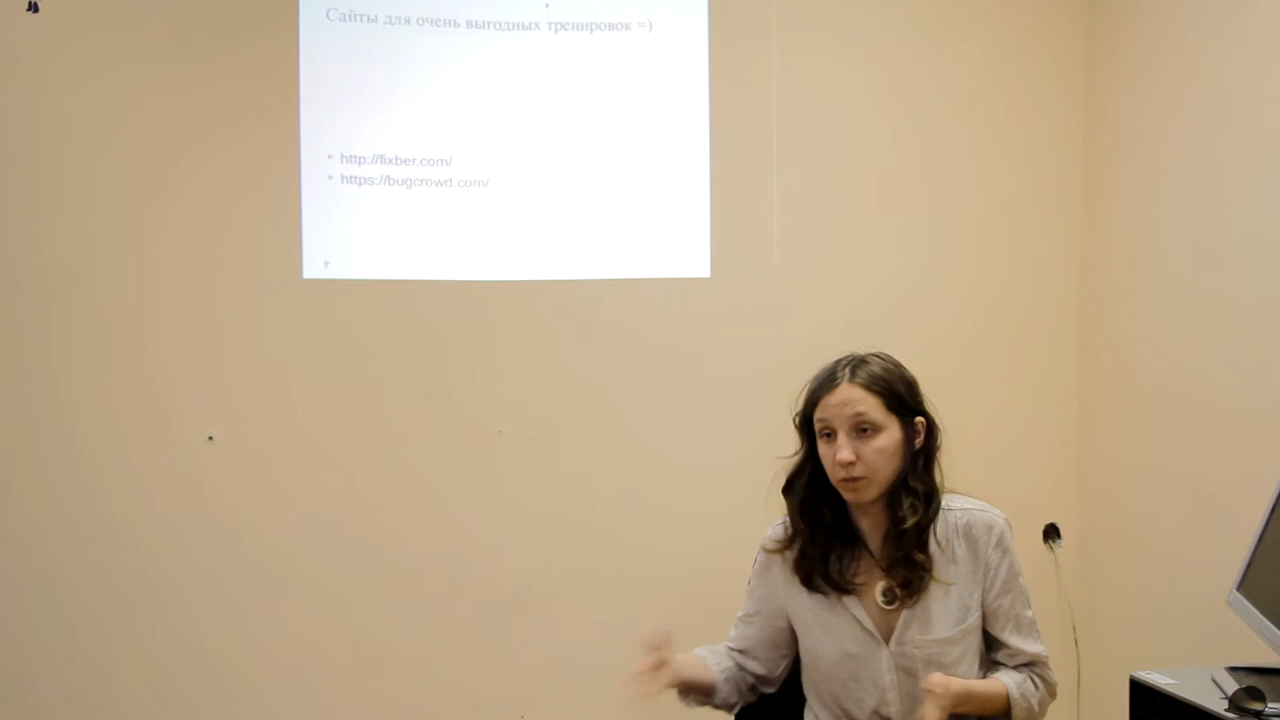 Сайты для очень выгодных тренировок =)
http://fixber.com/
https://bugcrowd.com/